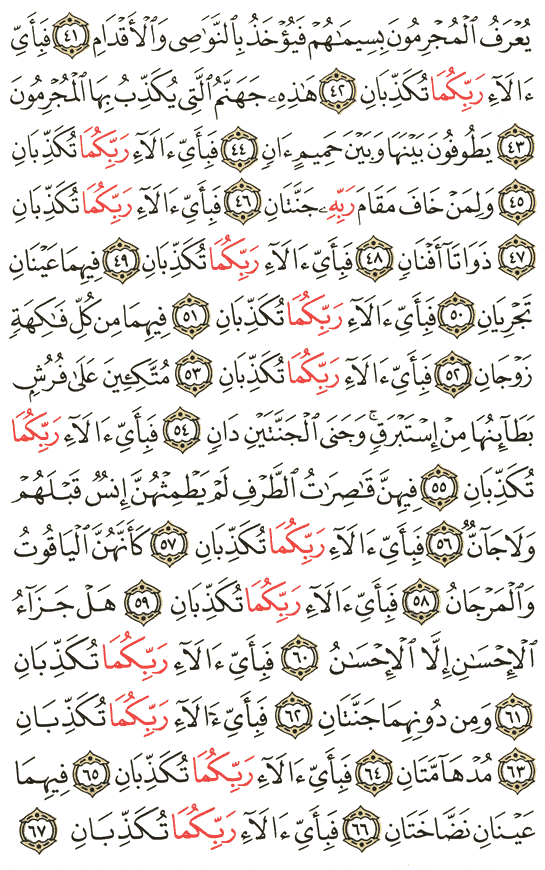 يُعْرَفُ ٱلْمُجْرِمُونَ بِسِيمَٰهُمْ فَيُؤْخَذُ بِٱلنَّوَٰصِى وَٱلْأَقْدَامِ ٤١ فَبِأَىِّ
ءَالَآءِ رَبِّكُمَا تُكَذِّبَانِ ٤٢ هَٰذِهِۦ جَهَنَّمُ ٱلَّتِى يُكَذِّبُ بِهَا ٱلْمُجْرِمُونَ
٤٣ يَطُوفُونَ بَيْنَهَا وَبَيْنَ حَمِيمٍ ءَانٍ ٤٤ فَبِأَىِّ ءَالَآءِ رَبِّكُمَا تُكَذِّبَانِ
٤٥ وَلِمَنْ خَافَ مَقَامَ رَبِّهِۦ جَنَّتَانِ ٤٦ فَبِأَىِّ ءَالَآءِ رَبِّكُمَا تُكَذِّبَانِ
٤٧ ذَوَاتَآ أَفْنَانٍ ٤٨ فَبِأَىِّ ءَالَآءِ رَبِّكُمَا تُكَذِّبَانِ ٤٩ فِيهِمَا عَيْنَانِ
تَجْرِيَانِ ٥٠ فَبِأَىِّ ءَالَآءِ رَبِّكُمَا تُكَذِّبَانِ ٥١ فِيهِمَا مِن كُلِّ فَٰكِهَةٍ
زَوْجَانِ ٥٢ فَبِأَىِّ ءَالَآءِ رَبِّكُمَا تُكَذِّبَانِ ٥٣ مُتَّكِـِٔينَ عَلَىٰ فُرُشٍۭ
بَطَآئِنُهَا مِنْ إِسْتَبْرَقٍ ۚ وَجَنَى ٱلْجَنَّتَيْنِ دَانٍ ٥٤ فَبِأَىِّ ءَالَآءِ رَبِّكُمَا
تُكَذِّبَانِ ٥٥ فِيهِنَّ قَٰصِرَٰتُ ٱلطَّرْفِ لَمْ يَطْمِثْهُنَّ إِنسٌ قَبْلَهُمْ
وَلَا جَآنٌّ ٥٦ فَبِأَىِّ ءَالَآءِ رَبِّكُمَا تُكَذِّبَانِ ٥٧ كَأَنَّهُنَّ ٱلْيَاقُوتُ
وَٱلْمَرْجَانُ ٥٨ فَبِأَىِّ ءَالَآءِ رَبِّكُمَا تُكَذِّبَانِ ٥٩ هَلْ جَزَآءُ
ٱلْإِحْسَٰنِ إِلَّا ٱلْإِحْسَٰنُ ٦٠ فَبِأَىِّ ءَالَآءِ رَبِّكُمَا تُكَذِّبَانِ
٦١ وَمِن دُونِهِمَا جَنَّتَانِ ٦٢ فَبِأَىِّ ءَالَآءِ رَبِّكُمَا تُكَذِّبَانِ
٦٣ مُدْهَآمَّتَانِ ٦٤ فَبِأَىِّ ءَالَآءِ رَبِّكُمَا تُكَذِّبَانِ ٦٥ فِيهِمَا
عَيْنَانِ نَضَّاخَتَانِ ٦٦ فَبِأَىِّ ءَالَآءِ رَبِّكُمَا تُكَذِّبَانِ ٦٧